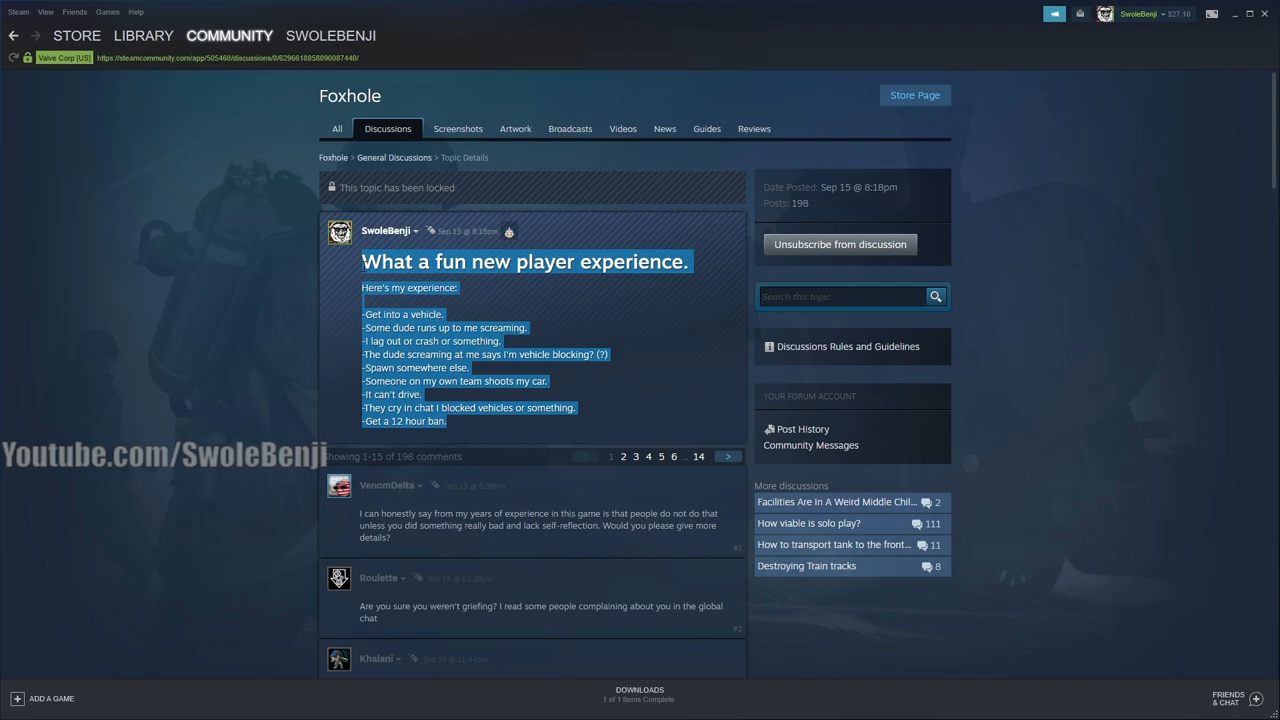 Steam View Friends Games Help
SwoleBenji $27.16
STORE LIBRARY COMMUNITY SWOLEBENJI
Valve Corp [US] https://steamcommunity.com/app/505460/discussions/0/6296618058090087440/
Foxhole
Store Page
All Discussions Screenshots Artwork Broadcasts Videos News Guides Reviews
Foxhole > General Discussions > Topic Details
This topic has been locked
SwoleBenji Sep 15 @ 8:18pm
What a fun new player experience.
Here's my experience:
-Get into a vehicle.
-Some dude runs up to me screaming.
-I lag out or crash or something.
-The dude screaming at me says I'm vehicle blocking? (?)
-Spawn somewhere else.
-Someone on my own team shoots my car.
-It can't drive.
-They cry in chat I blocked vehicles or something.
-Get a 12 hour ban.
Youtube.com/SwoleBenji
Showing 1-15 of 198 comments
< 1 2 3 4 5 6 ... 14 >
VenomDelta Sep 15 @ 8:38pm
I can honestly say from my years of experience in this game is that people do not do that
unless you did something really bad and lack self-reflection. Would you please give more
details?
#1
Roulette Sep 15 @ 10:36pm
Are you sure you weren't griefing? I read some people complaining about you in the global
chat
#2
Khalani Sep 15 @ 11:44pm
Date Posted: Sep 15 @ 8:18pm
Posts: 198
Unsubscribe from discussion
Search this topic
Discussions Rules and Guidelines
YOUR FORUM ACCOUNT
Post History
Community Messages
More discussions
Facilities Are In A Weird Middle Chil... 2
How viable is solo play? 111
How to transport tank to the front... 11
Destroying Train tracks 8
+ ADD A GAME
DOWNLOADS
1 of 1 Items Complete
FRIENDS
& CHAT +